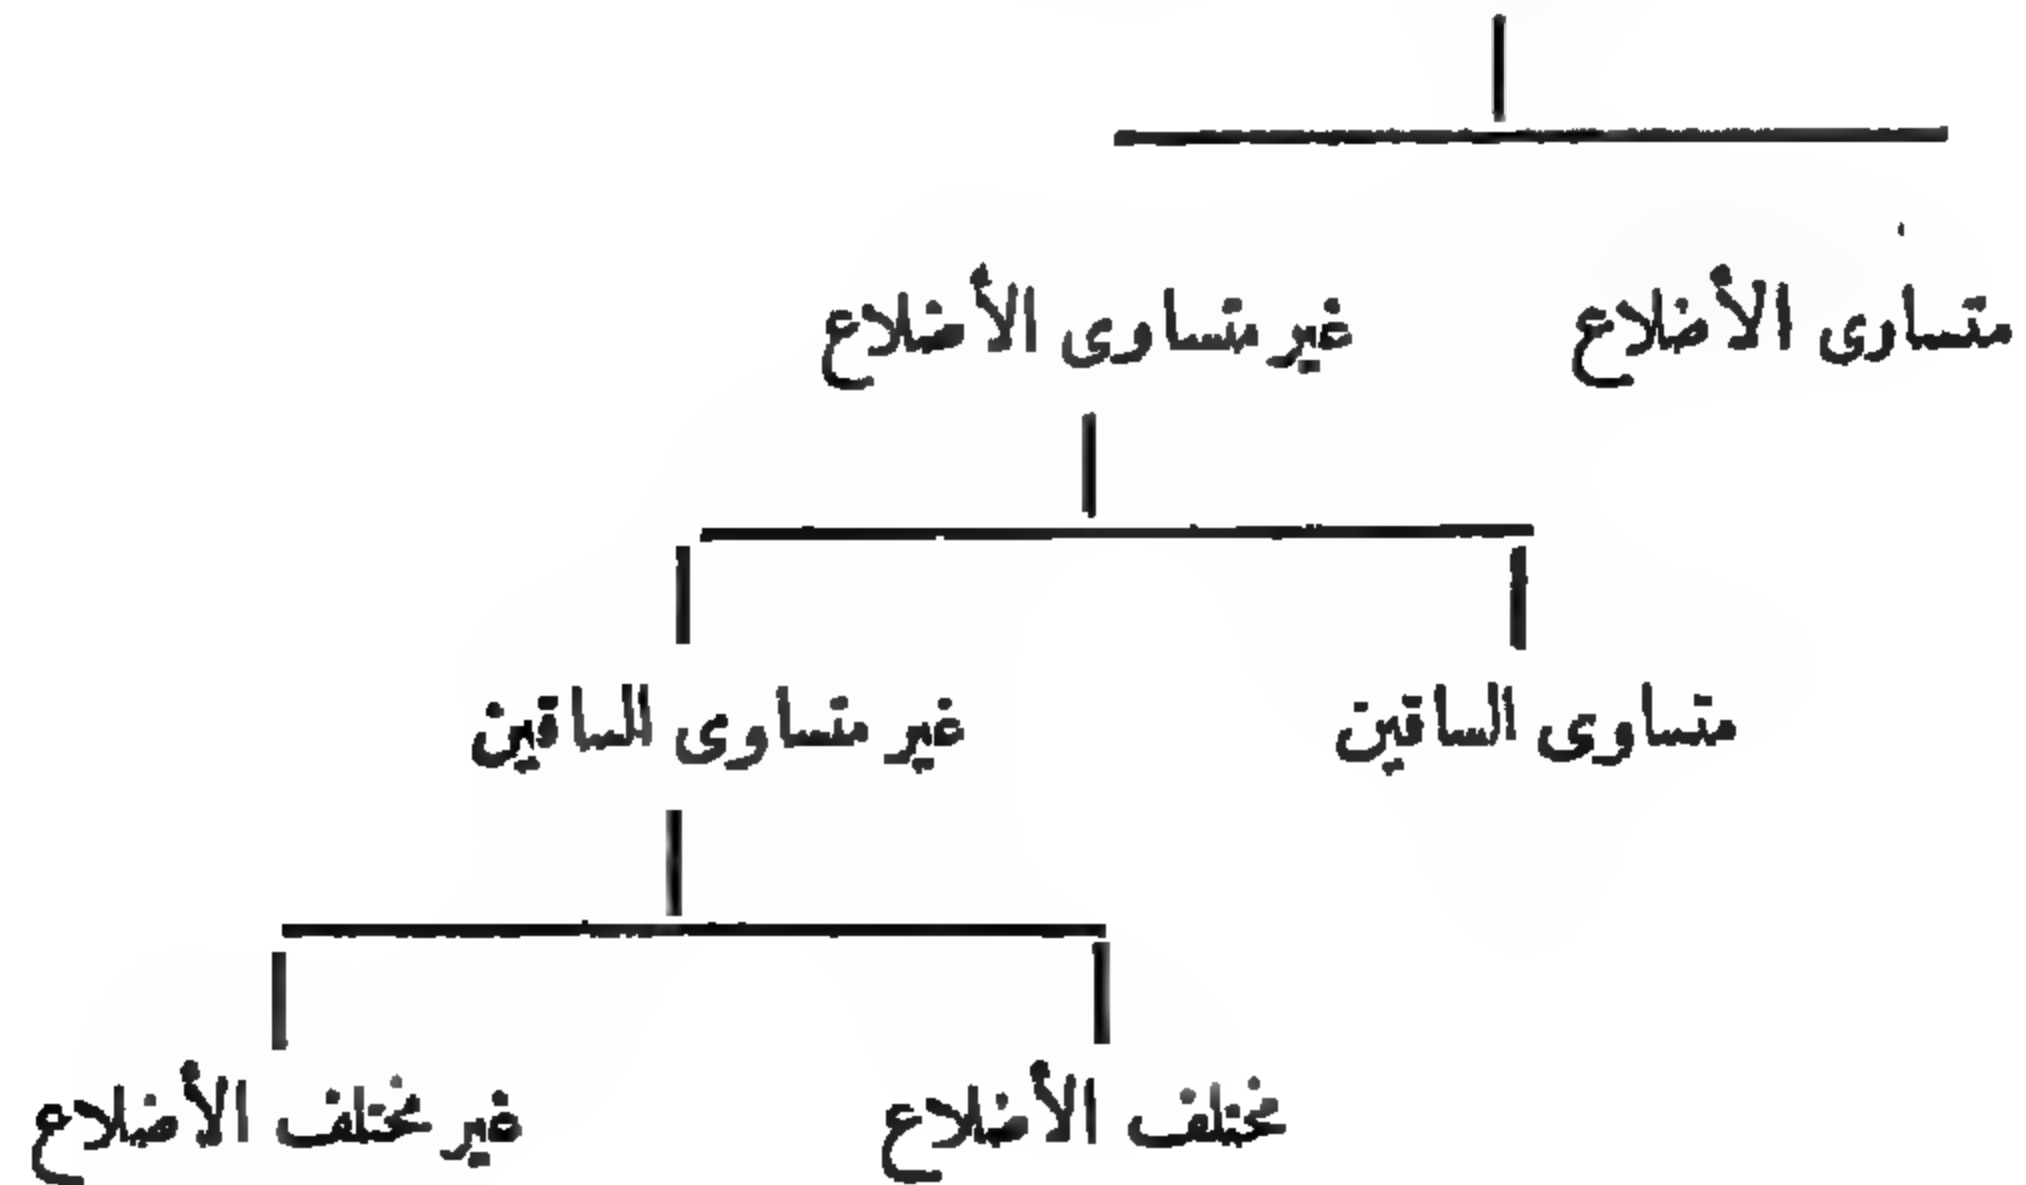 متساوى الأضلاع
غير متساوى الأضلاع
متساوى الساقين
غير متساوى الساقين
مختلف الأضلاع
غير مختلف الأضلاع